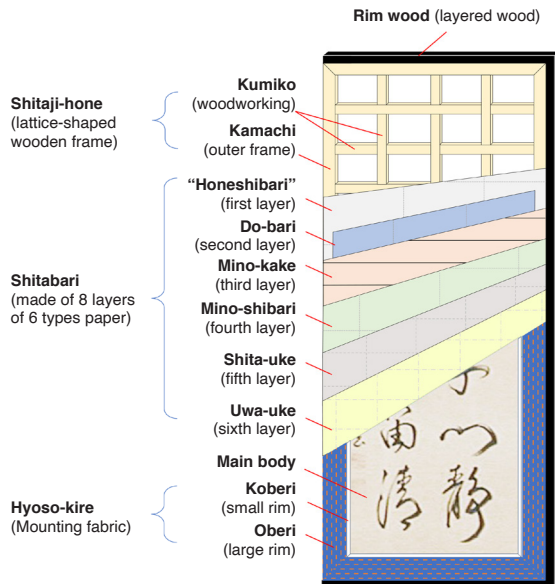 Rim wood (layered wood)
Shitaji-hone
(lattice-shaped
wooden frame)
Kumiko
(woodworking)
Kamachi
(outer frame)
Shitabari
(made of 8 layers
of 6 types paper)
“Honeshibari”
(first layer)
Do-bari
(second layer)
Mino-kake
(third layer)
Mino-shibari
(fourth layer)
Shita-uke
(fifth layer)
Uwa-uke
(sixth layer)
Main body
Hyoso-kire
(Mounting fabric)
Koberi
(small rim)
Oberi
(large rim)
静
清